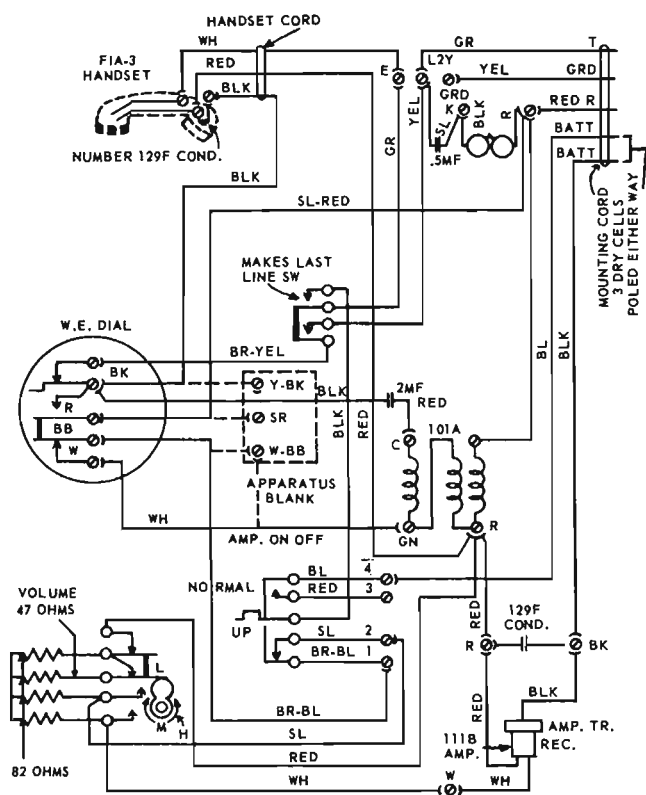 HANDSET CORD
WH
GR
T
FIA-3
HANDSET
RED
E
L2Y
YEL
GRD
BLK
GRD
K
SL
BLK
R
RED R
YEL
BATT
NUMBER 129F COND.
.5MF
BATT
GR
BLK
SL-RED
MOUNTING CORD
3 DRY CELLS
POLED EITHER WAY
MAKES LAST
LINE SW
W.E. DIAL
BR-YEL
BL
BLK
BK
Y-BK
BLK
2MF
RED
R
SR
BLK
RED
101A
BB
C
W
W-BB
APPARATUS
BLANK
WH
AMP. ON OFF
GN
R
BL
4
NORMAL
RED
3
VOLUME
47 OHMS
RED
129F
COND.
UP
SL
2
R
BK
BR-BL
1
L
BLK
BR-BL
RED
AMP. TR.
REC.
M
H
SL
111B
AMP.
RED
82 OHMS
WH
W
WH